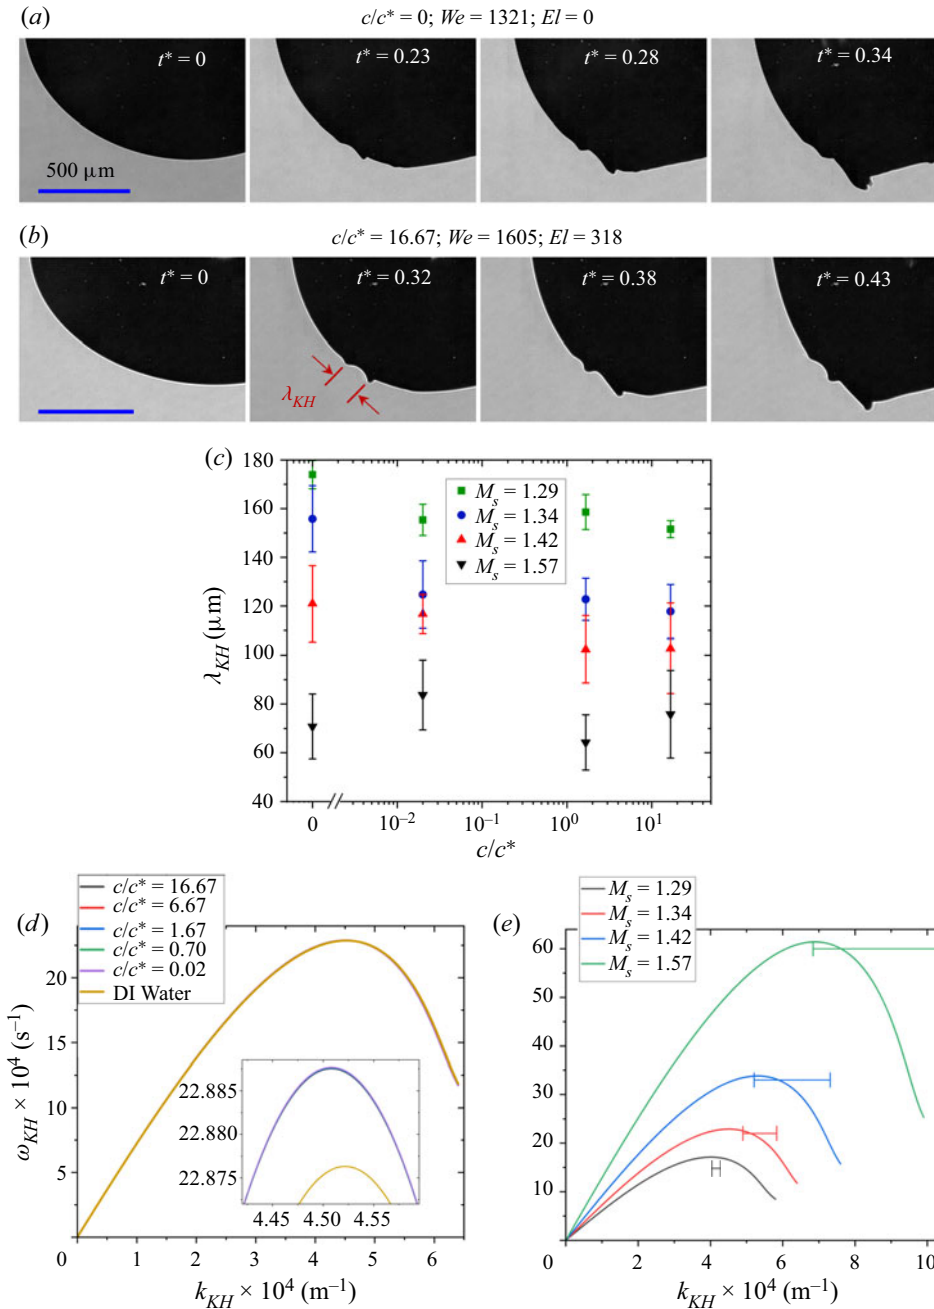 (a)
c/c* = 0; We = 1321; El = 0
t* = 0
t* = 0.23
t* = 0.28
t* = 0.34
500 μm
(b)
c/c* = 16.67; We = 1605; El = 318
t* = 0
t* = 0.32
t* = 0.38
t* = 0.43
λKH
(c)
180
160
140
120
100
80
60
40
λKH (μm)
Ms = 1.29
Ms = 1.34
Ms = 1.42
Ms = 1.57
0
10⁻²
10⁻¹
10⁰
10¹
c/c*
(d)
c/c* = 16.67
c/c* = 6.67
c/c* = 1.67
c/c* = 0.70
c/c* = 0.02
DI Water
20
15
10
5
ωKH × 10⁴ (s⁻¹)
22.885
22.880
22.875
4.45
4.50
4.55
0
1
2
3
4
5
6
kKH × 10⁴ (m⁻¹)
(e)
Ms = 1.29
Ms = 1.34
Ms = 1.42
Ms = 1.57
60
50
40
30
20
10
0
2
4
6
8
10
kKH × 10⁴ (m⁻¹)